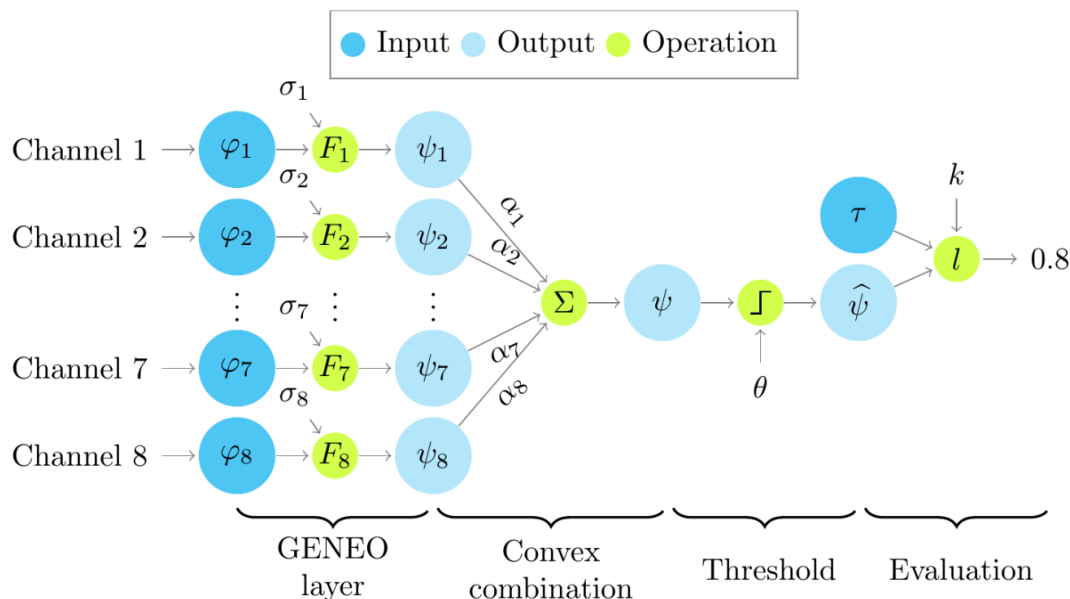 Input Output Operation
σ1
Channel 1 φ1 F1 ψ1
σ2
α1
Channel 2 φ2 F2 ψ2
α2
k
τ
l 0.8
⋮ ⋮ ⋮
Σ ψ ψ̂
σ7
θ
Channel 7 φ7 F7 ψ7
α7
σ8
α8
Channel 8 φ8 F8 ψ8
GENEO
layer
Convex
combination
Threshold
Evaluation